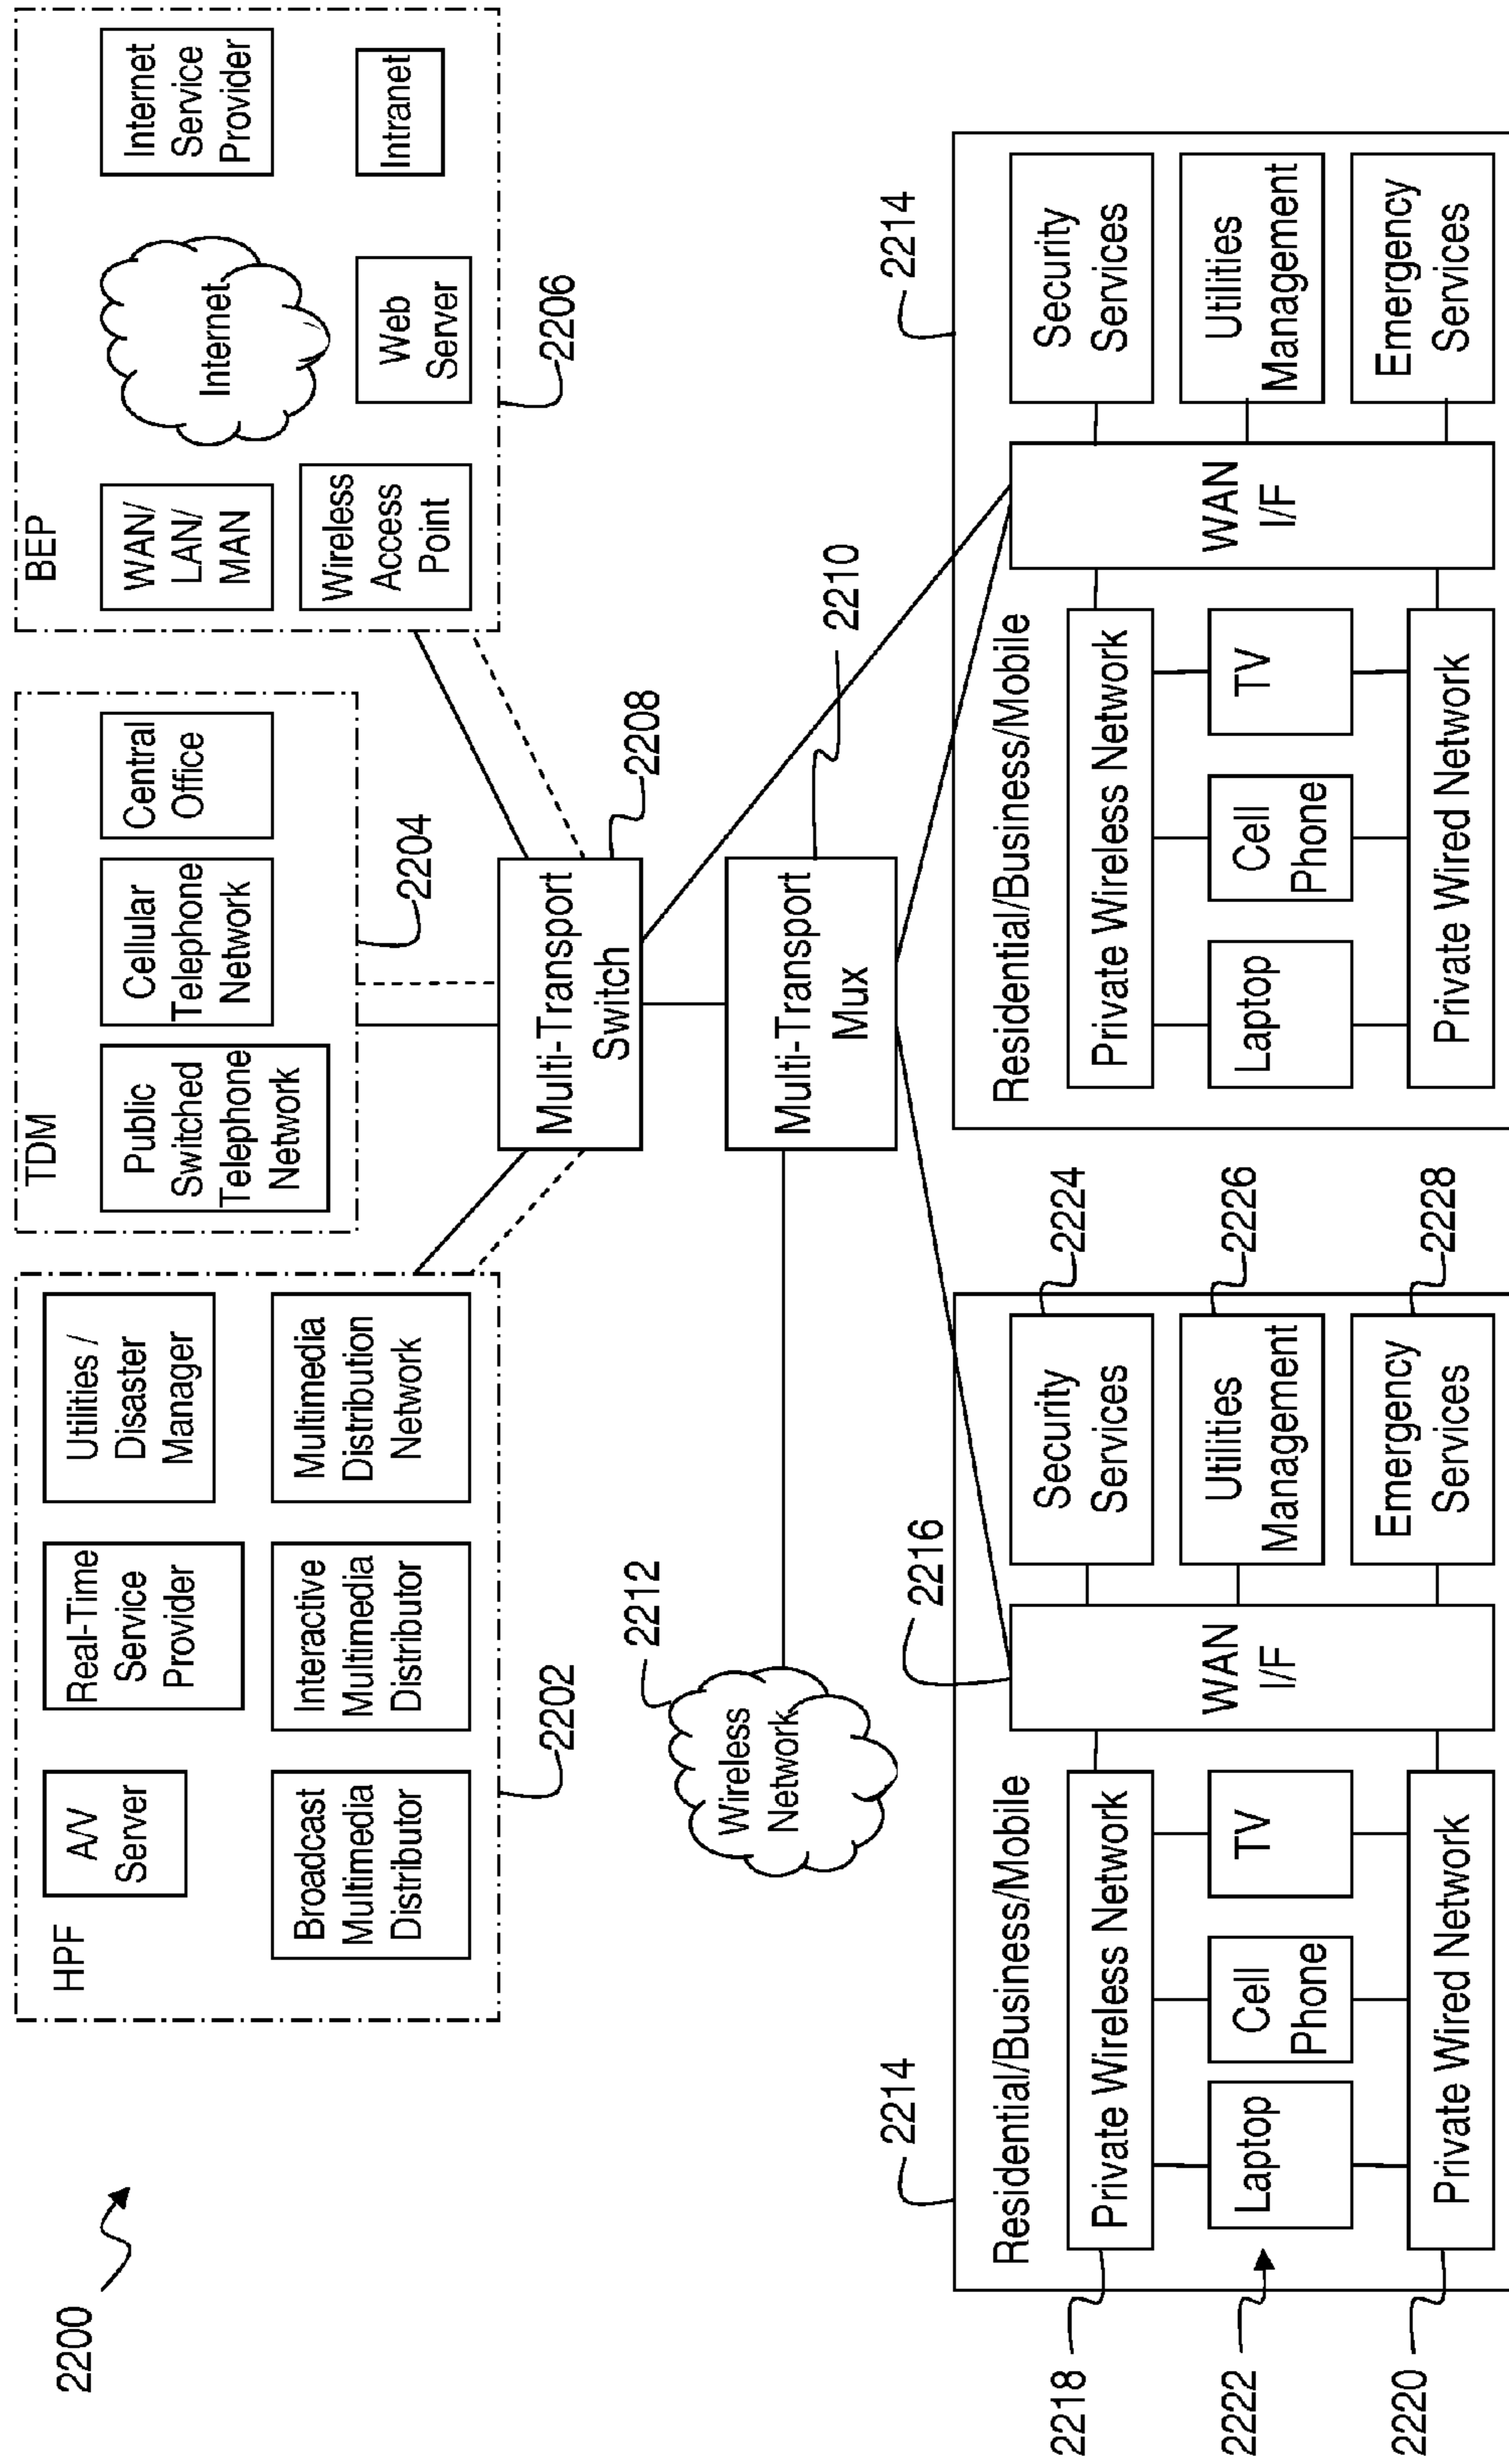 2200
HPF
A/V
Server
Real-Time
Service
Provider
Utilities /
Disaster
Manager
Broadcast
Multimedia
Distributor
Interactive
Multimedia
Distributor
Multimedia
Distribution
Network
2202
TDM
Public
Switched
Telephone
Network
Cellular
Telephone
Network
Central
Office
2204
BEP
WAN/
LAN/
MAN
Internet
Internet
Service
Provider
Wireless
Access
Point
Web
Server
Intranet
2206
Multi-Transport
Switch
2208
Multi-Transport
Mux
2210
Wireless
Network
2212
2214
2216
Residential/Business/Mobile
Private Wireless Network
Laptop
Cell
Phone
TV
Private Wired Network
WAN
I/F
Security
Services
Utilities
Management
Emergency
Services
2218
2222
2220
2224
2226
2228
2214
Residential/Business/Mobile
Private Wireless Network
Laptop
Cell
Phone
TV
Private Wired Network
WAN
I/F
Security
Services
Utilities
Management
Emergency
Services